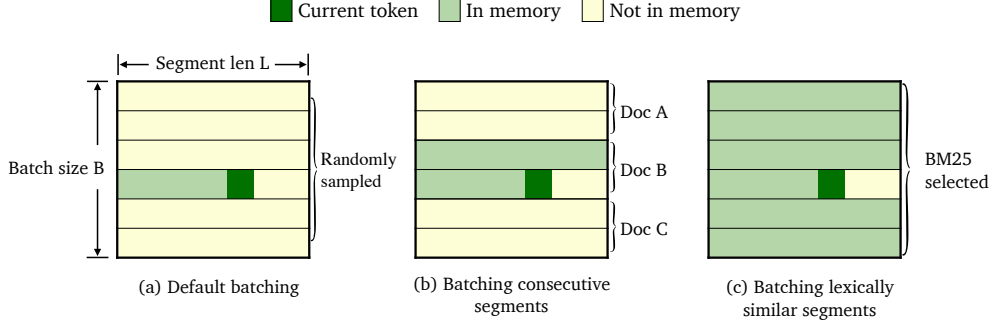 Current token In memory Not in memory
Segment len L
Batch size B
Randomly
sampled
Doc A
Doc B
Doc C
BM25
selected
(a) Default batching
(b) Batching consecutive
segments
(c) Batching lexically
similar segments